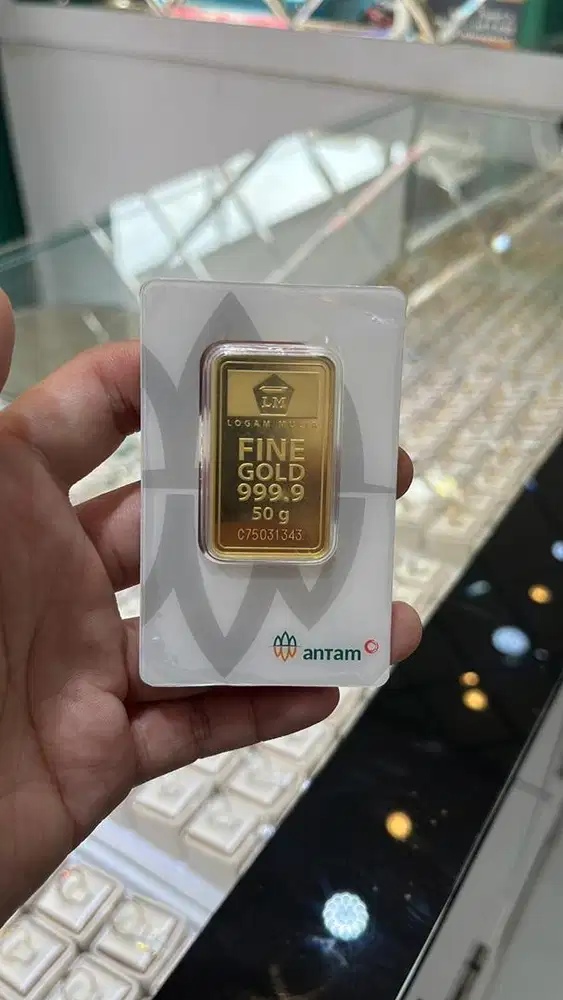 LM
LOGAM MULIA
FINE
GOLD
999.9
50 g
C75031343
antam